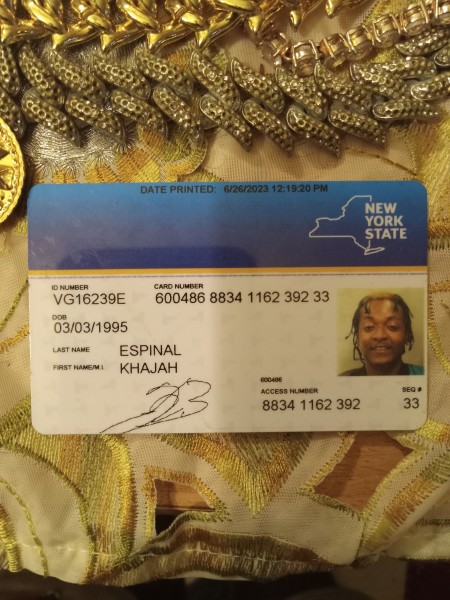 DATE PRINTED: 6/26/2023 12:19:20 PM
NEW
YORK
STATE
ID NUMBER CARD NUMBER
VG16239E 600486 8834 1162 392 33
DOB
03/03/1995
LAST NAME ESPINAL
FIRST NAME/M.I. KHAJAH
600486
ACCESS NUMBER SEQ #
8834 1162 392 33